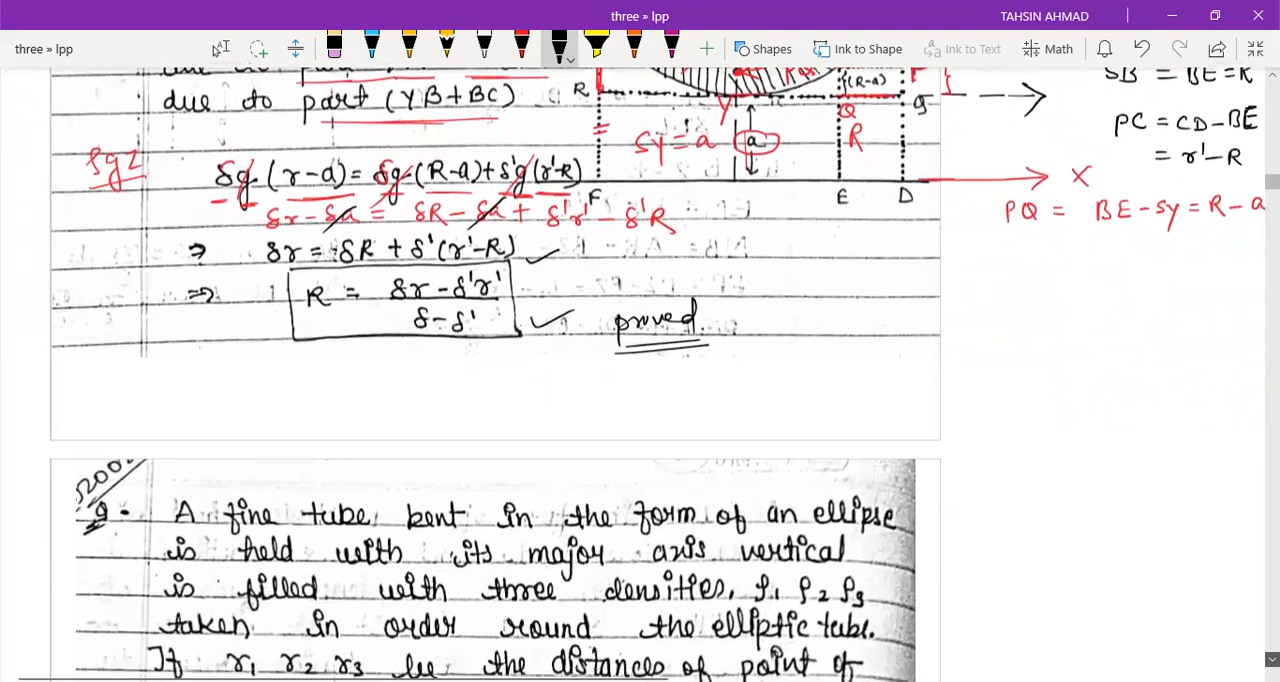 three » lpp
TAHSIN AHMAD
three » lpp
Shapes
Ink to Shape
Ink to Text
Math
due to part (YB+BC)
R
Y
{(R-a)
Q
g
R
Sy = a
a
F
E
D
X
SB = BE = R
PC = CD - BE
= r' - R
PQ = BE - SY = R - a
Pgz
δg (r-a) = δg (R-a) + δ'g (r'-R)
δr - δa = δR - δa + δ'r' - δ'R
⇒ δr = δR + δ' (r'-R) ✓
⇒ R = δr - δ'r' / δ - δ' ✓ proved.
9. A fine tube, bent in the form of an ellipse
is held with its major axis vertical
is filled with three densities, ρ1 ρ2 ρ3
taken in order round the elliptic tube.
If r1 r2 r3 be the distances of point of